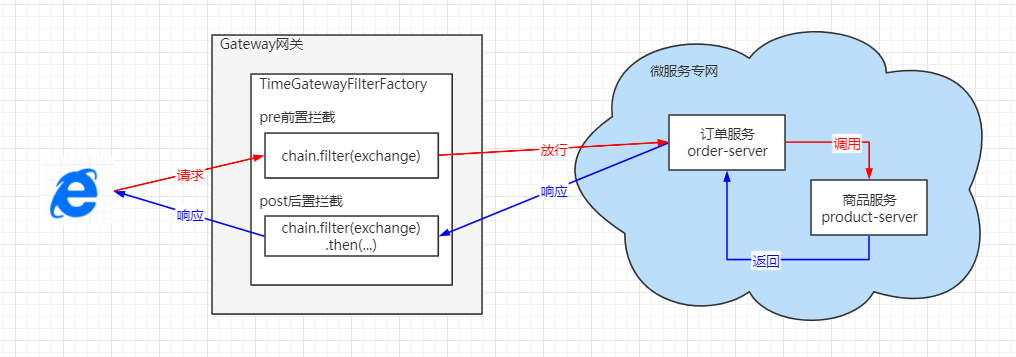 Gateway网关
TimeGatewayFilterFactory
pre前置拦截
chain.filter(exchange)
post后置拦截
chain.filter(exchange)
.then(...)
请求
响应
放行
响应
微服务专网
订单服务
order-server
调用
商品服务
product-server
返回